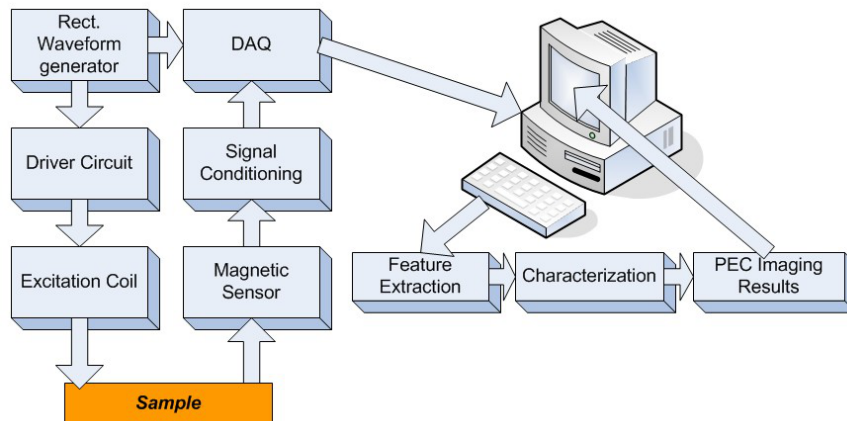 Rect.
Waveform
generator
DAQ
Driver Circuit
Signal
Conditioning
Excitation Coil
Magnetic
Sensor
Feature
Extraction
Characterization
PEC Imaging
Results
Sample